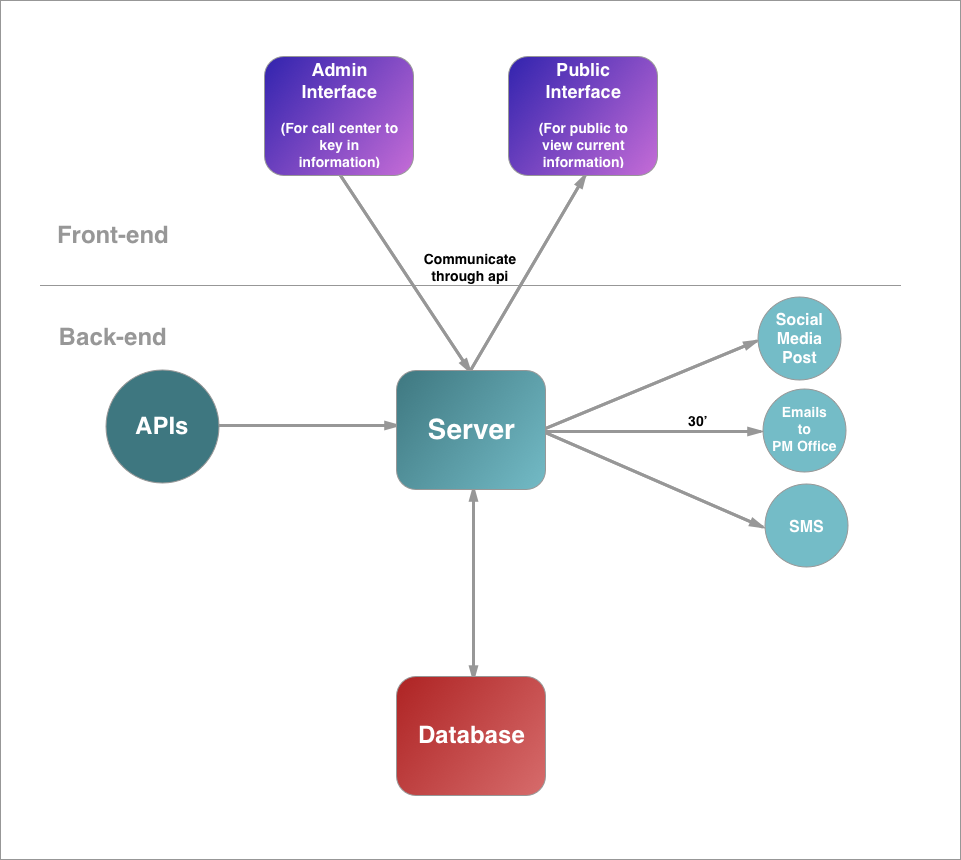 Admin
Interface
(For call center to
key in
information)
Public
Interface
(For public to
view current
information)
Front-end
Communicate
through api
Back-end
Social
Media
Post
APIs
Server
30’
Emails
to
PM Office
SMS
Database